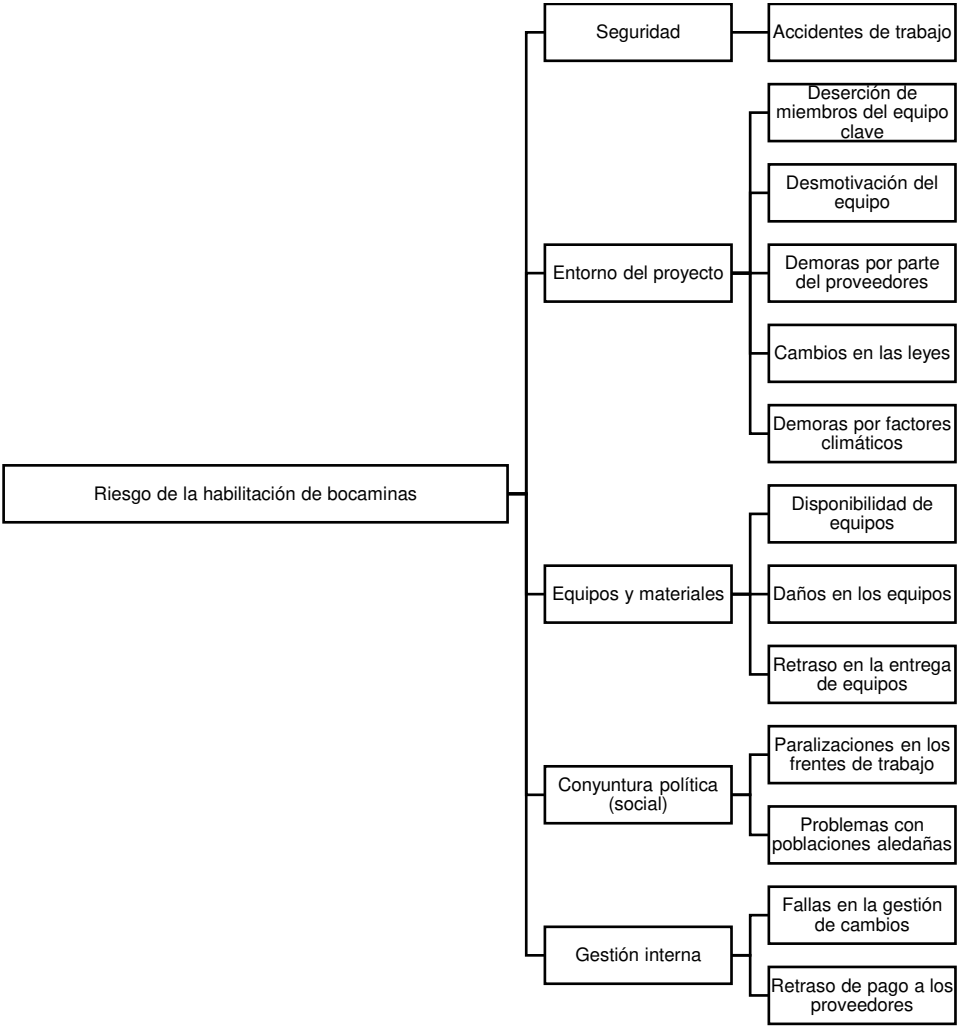 Seguridad
Accidentes de trabajo
Deserción de
miembros del equipo
clave
Desmotivación del
equipo
Entorno del proyecto
Demoras por parte
del proveedores
Cambios en las leyes
Demoras por factores
climáticos
Riesgo de la habilitación de bocaminas
Disponibilidad de
equipos
Equipos y materiales
Daños en los equipos
Retraso en la entrega
de equipos
Conyuntura política
(social)
Paralizaciones en los
frentes de trabajo
Problemas con
poblaciones aledañas
Gestión interna
Fallas en la gestión
de cambios
Retraso de pago a los
proveedores